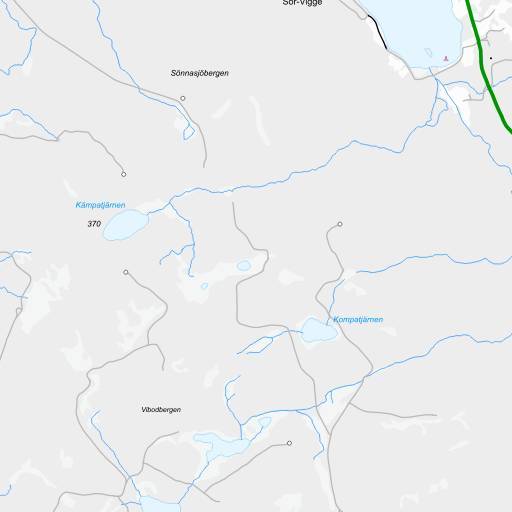 Sör-Vigge
Sönnasjöbergen
Kämpatjärnen
370
Kompatjärnen
Vibodbergen